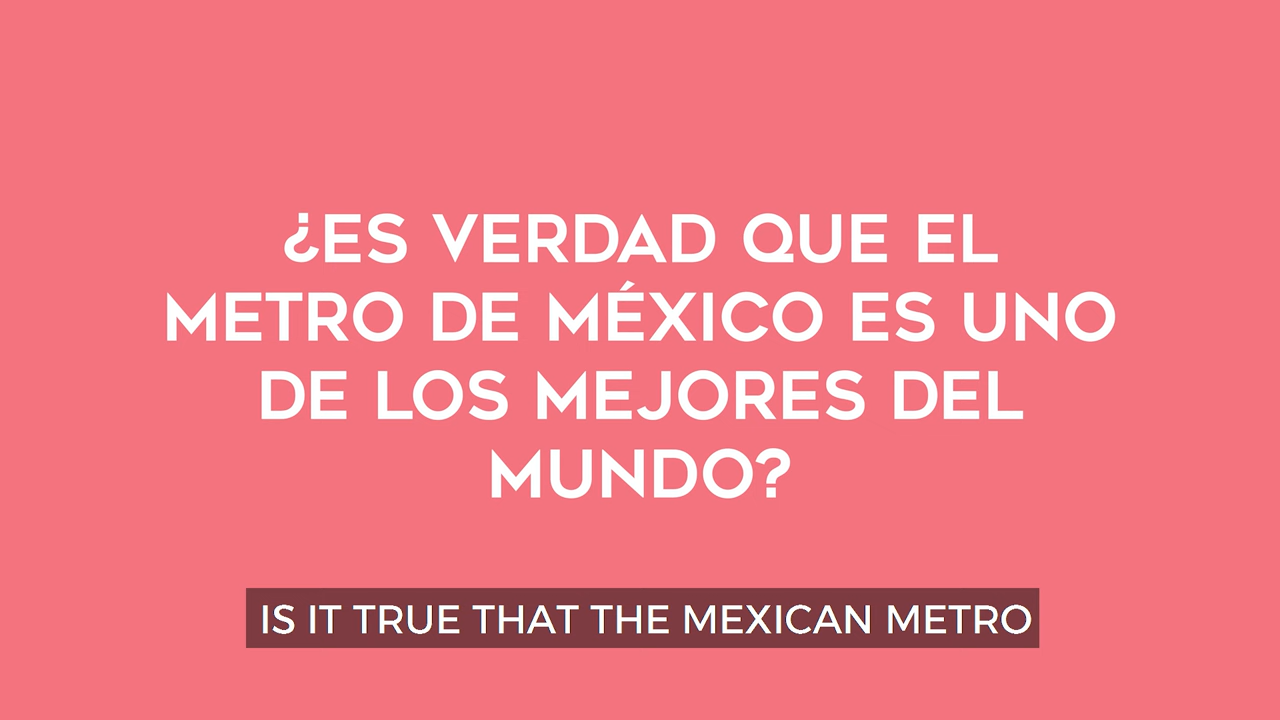 ¿ES VERDAD QUE EL
METRO DE MÉXICO ES UNO
DE LOS MEJORES DEL
MUNDO?
IS IT TRUE THAT THE MEXICAN METRO